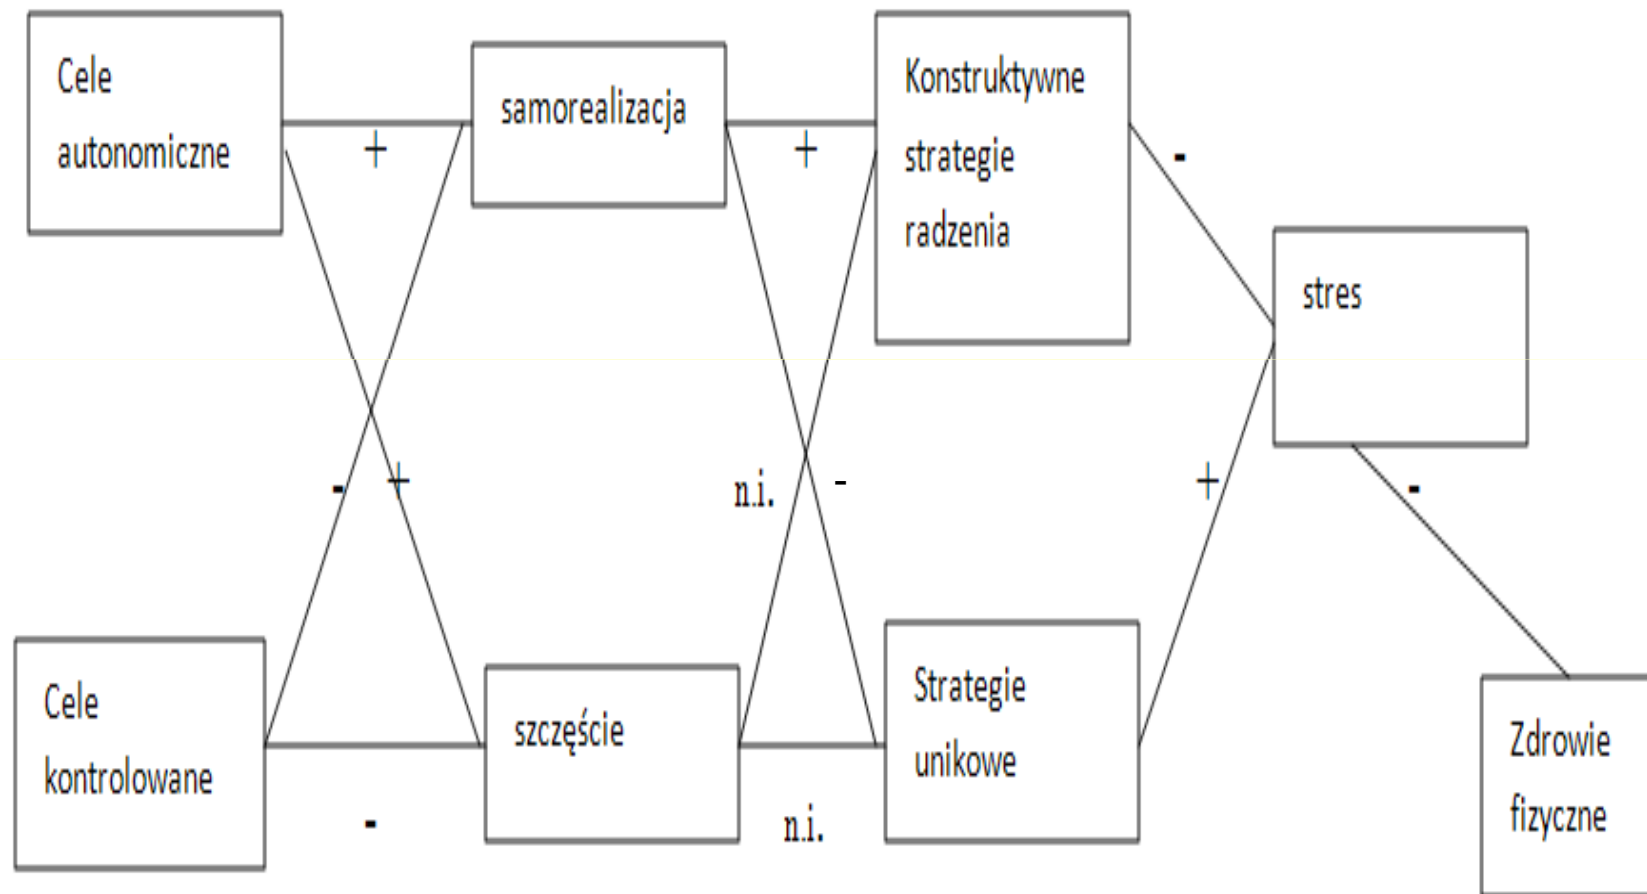 Cele
autonomiczne
+
samorealizacja
+
Konstruktywne
strategie
radzenia
-
stres
- +
n.i. -
+
-
Cele
kontrolowane
-
szczęście
n.i.
Strategie
unikowe
Zdrowie
fizyczne